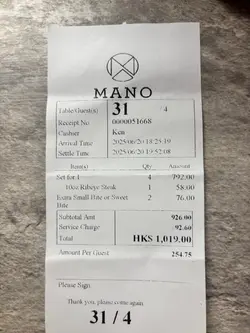 MANO
Table/Guest(s) 31 / 4
Receipt No 0000051668
Cashier Ken
Arrival Time 2025/06/20 18:25:19
Settle Time 2025/06/20 19:52:08
Item(s) Qty Amount
Set for 1 4 792.00
10oz Ribeye Steak 1 58.00
Extra Small Bite or Sweet 2 76.00
Bite
Subtotal Amt 926.00
Service Charge 92.60
Total HK$ 1,019.00
Amount Per Guest 254.75
Please Sign
Thank you, please come again
31 / 4